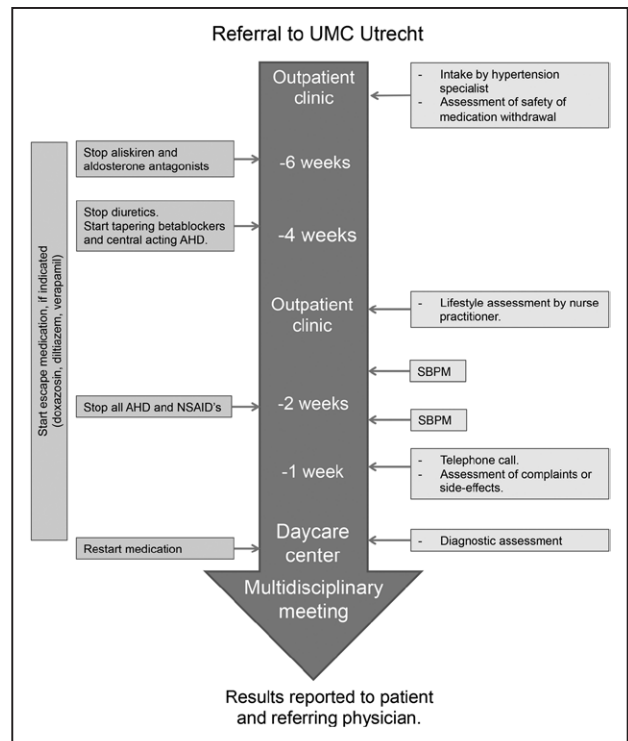 Referral to UMC Utrecht
Outpatient
clinic
- Intake by hypertension
specialist
- Assessment of safety of
medication withdrawal
Start escape medication, if indicated
(doxazosin, diltiazem, verapamil)
Stop aliskiren and
aldosterone antagonists
-6 weeks
Stop diuretics.
Start tapering betablockers
and central acting AHD.
-4 weeks
Outpatient
clinic
- Lifestyle assessment by nurse
practitioner.
SBPM
Stop all AHD and NSAID's
-2 weeks
SBPM
-1 week
- Telephone call.
- Assessment of complaints or
side-effects.
Restart medication
Daycare
center
- Diagnostic assessment
Multidisciplinary
meeting
Results reported to patient
and referring physician.